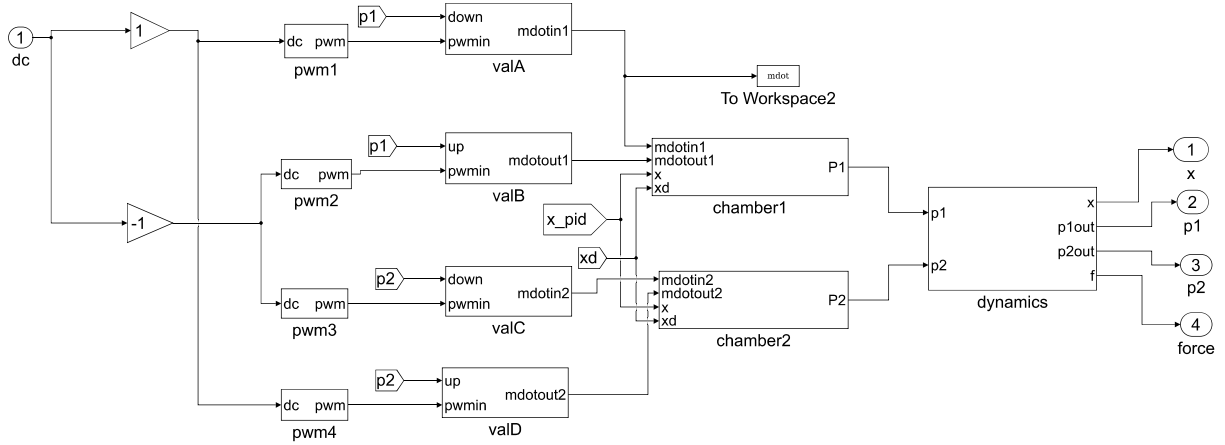 1
dc
1
-1
dc pwm
pwm1
p1
down
pwmin
mdotin1
valA
mdot
To Workspace2
dc pwm
pwm2
p1
up
pwmin
mdotout1
valB
mdotin1
mdotout1
x
xd
P1
chamber1
x_pid
xd
dc pwm
pwm3
p2
down
pwmin
mdotin2
valC
mdotin2
mdotout2
x
xd
P2
chamber2
dc pwm
pwm4
p2
up
pwmin
mdotout2
valD
p1
p2
x
p1out
p2out
f
dynamics
1
x
2
p1
3
p2
4
force